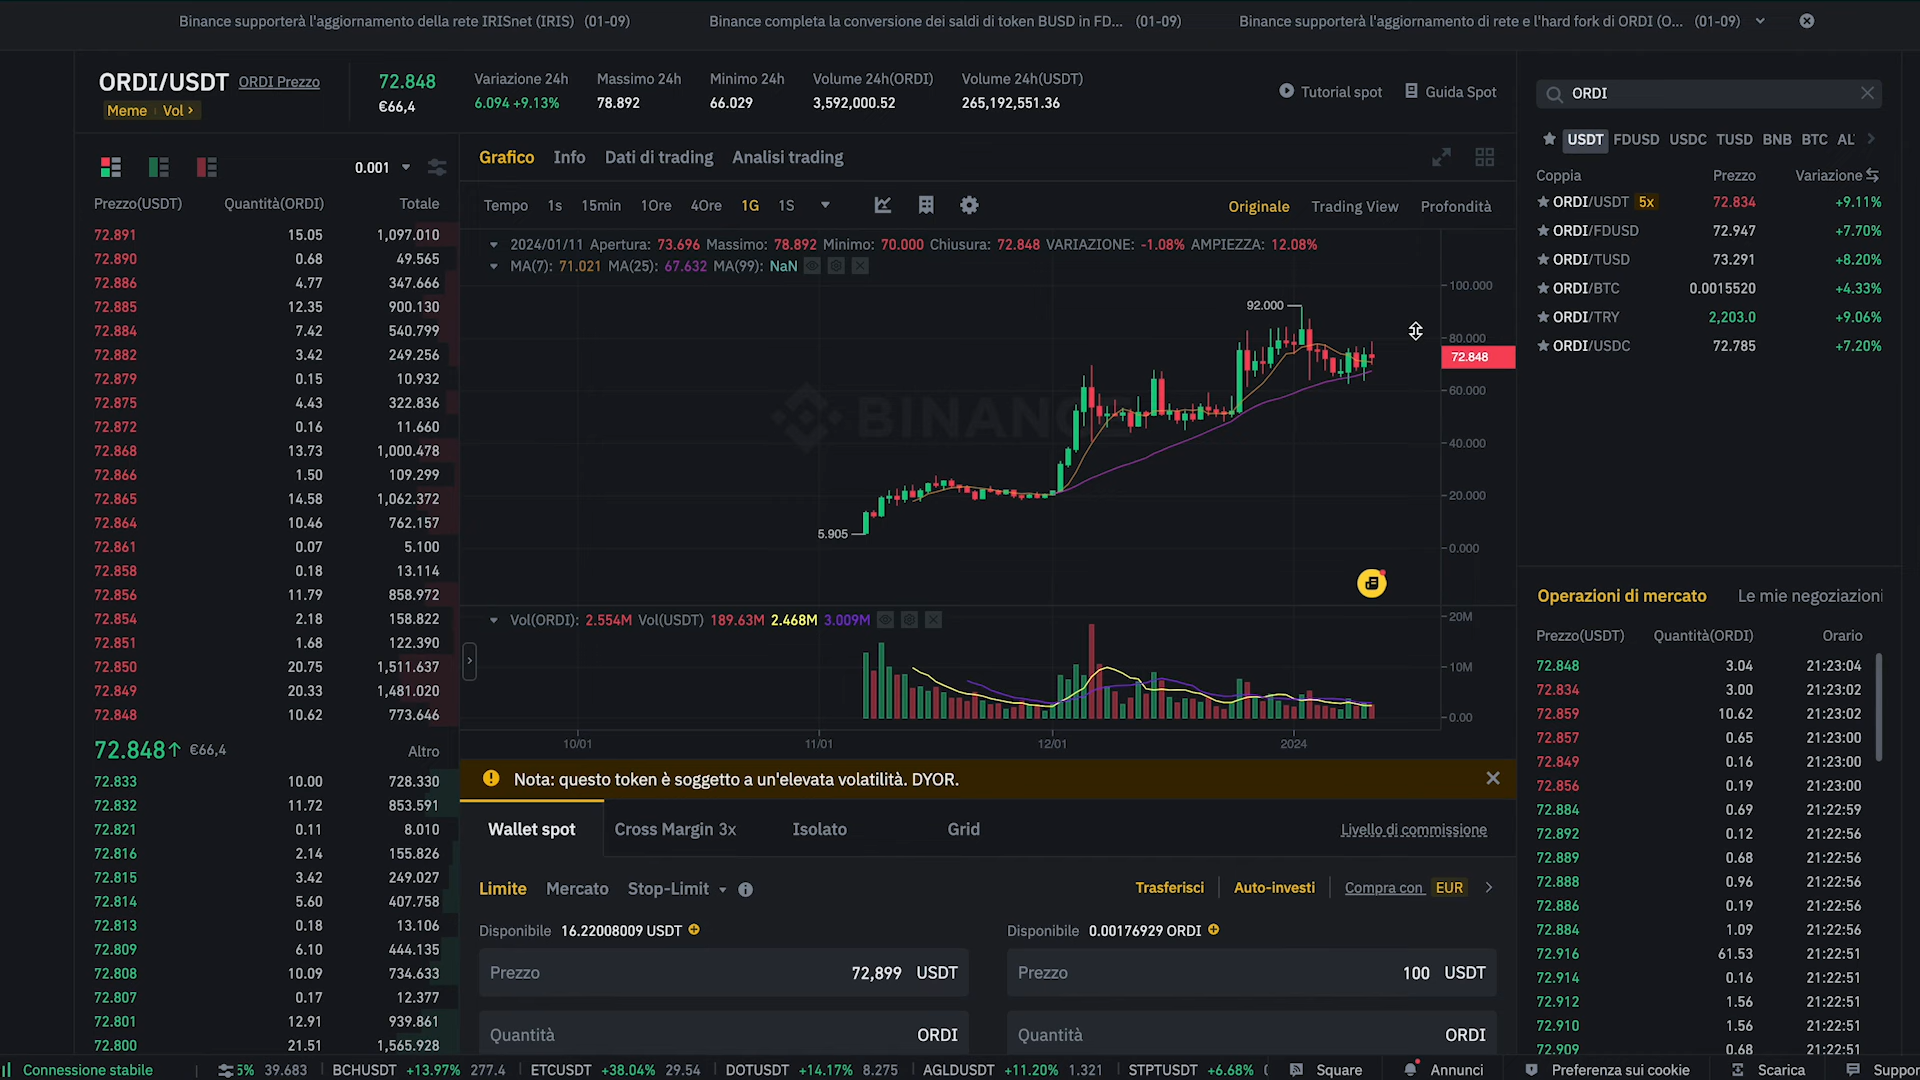 Binance supporterà l'aggiornamento della rete IRISnet (IRIS) (01-09) Binance completa la conversione dei saldi di token BUSD in FD... (01-09) Binance supporterà l'aggiornamento di rete e l'hard fork di ORDI (O... (01-09)
ORDI/USDT ORDI Prezzo
Meme Vol
72.848
€66,4
Variazione 24h
6.094 +9.13%
Massimo 24h
78.892
Minimo 24h
66.029
Volume 24h(ORDI)
3,592,000.52
Volume 24h(USDT)
265,192,551.36
Tutorial spot Guida Spot
0.001
Prezzo(USDT) Quantità(ORDI) Totale
72.891 15.05 1,097.010
72.890 0.68 49.565
72.886 4.77 347.666
72.885 12.35 900.130
72.884 7.42 540.799
72.882 3.42 249.256
72.879 0.15 10.932
72.875 4.43 322.836
72.872 0.16 11.660
72.868 13.73 1,000.478
72.866 1.50 109.299
72.865 14.58 1,062.372
72.864 10.46 762.157
72.861 0.07 5.100
72.858 0.18 13.114
72.856 11.79 858.972
72.854 2.18 158.822
72.851 1.68 122.390
72.850 20.75 1,511.637
72.849 20.33 1,481.020
72.848 10.62 773.646
72.848↑ €66,4 Altro
72.833 10.00 728.330
72.832 11.72 853.591
72.821 0.11 8.010
72.816 2.14 155.826
72.815 3.42 249.027
72.814 5.60 407.758
72.813 0.18 13.106
72.809 6.10 444.135
72.808 10.09 734.633
72.807 0.17 12.377
72.801 12.91 939.861
72.800 21.51 1,565.928
Grafico Info Dati di trading Analisi trading
Tempo 1s 15min 1Ore 4Ore 1G 1S
Originale Trading View Profondità
2024/01/11 Apertura: 73.696 Massimo: 78.892 Minimo: 70.000 Chiusura: 72.848 VARIAZIONE: -1.08% AMPIEZZA: 12.08%
MA(7): 71.021 MA(25): 67.632 MA(99): NaN
100.000
92.000
80.000
72.848
60.000
BINANCE
40.000
20.000
5.905
0.000
Vol(ORDI): 2.554M Vol(USDT) 189.63M 2.468M 3.009M
20M
10M
0.00
10/01 11/01 12/01 2024
Nota: questo token è soggetto a un'elevata volatilità. DYOR.
Wallet spot Cross Margin 3x Isolato Grid
Livello di commissione
Limite Mercato Stop-Limit
Trasferisci Auto-investi Compra con EUR
Disponibile 16.22008009 USDT
Prezzo 72,899 USDT
Quantità ORDI
Disponibile 0.00176929 ORDI
Prezzo 100 USDT
Quantità ORDI
ORDI
USDT FDUSD USDC TUSD BNB BTC AL
Coppia Prezzo Variazione
ORDI/USDT 5x 72.834 +9.11%
ORDI/FDUSD 72.947 +7.70%
ORDI/TUSD 73.291 +8.20%
ORDI/BTC 0.0015520 +4.33%
ORDI/TRY 2,203.0 +9.06%
ORDI/USDC 72.785 +7.20%
Operazioni di mercato Le mie negoziazioni
Prezzo(USDT) Quantità(ORDI) Orario
72.848 3.04 21:23:04
72.834 3.00 21:23:02
72.859 10.62 21:23:02
72.857 0.65 21:23:00
72.849 0.16 21:23:00
72.856 0.19 21:23:00
72.884 0.69 21:22:59
72.892 0.12 21:22:56
72.889 0.68 21:22:56
72.888 0.96 21:22:56
72.886 0.19 21:22:56
72.884 1.09 21:22:56
72.916 61.53 21:22:51
72.914 0.16 21:22:51
72.912 1.56 21:22:51
72.910 1.56 21:22:51
72.909 0.68 21:22:51
Connessione stabile 5% 39.683 BCHUSDT +13.97% 277.4 ETCUSDT +38.04% 29.54 DOTUSDT +14.17% 8.275 AGLDUSDT +11.20% 1.321 STPTUSDT +6.68% Square Annunci Preferenza sui cookie Scarica Suppor